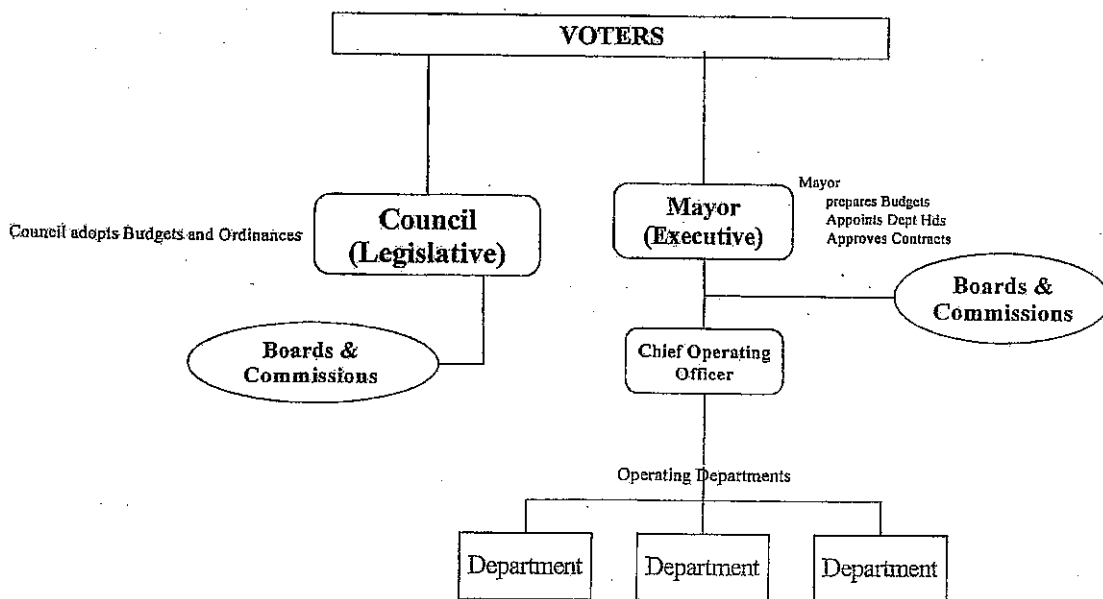 VOTERS
Council adopts Budgets and Ordinances
Council
(Legislative)
Mayor
(Executive)
Mayor
prepares Budgets
Appoints Dept Hds
Approves Contracts
Boards &
Commissions
Boards &
Commissions
Chief Operating
Officer
Operating Departments
Department
Department
Department